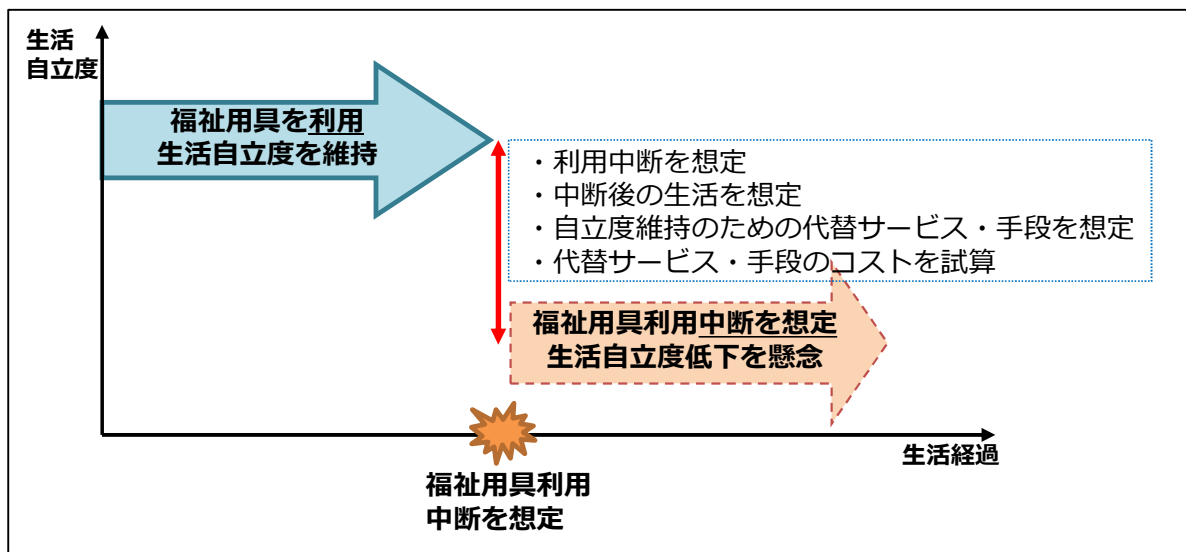 生活
自立度
福祉用具を利用
生活自立度を維持
・利用中断を想定
・中断後の生活を想定
・自立度維持のための代替サービス・手段を想定
・代替サービス・手段のコストを試算
福祉用具利用中断を想定
生活自立度低下を懸念
生活経過
福祉用具利用
中断を想定